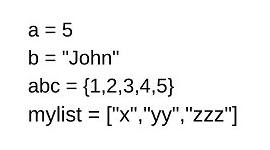 a = 5
b = "John"
abc = {1,2,3,4,5}
mylist = ["x","yy","zzz"]